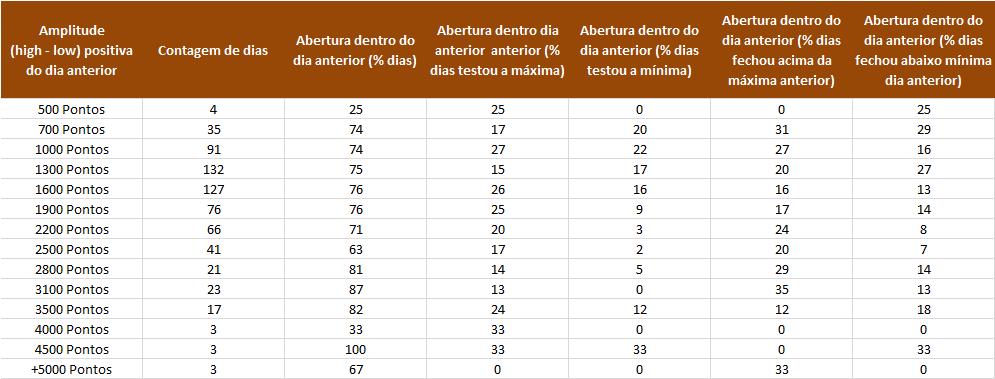 Amplitude (high - low) positiva do dia anterior | Contagem de dias | Abertura dentro do dia anterior (% dias) | Abertura dentro dia anterior anterior (% dias testou a máxima) | Abertura dentro do dia anterior (% dias testou a mínima) | Abertura dentro do dia anterior (% dias fechou acima da máxima anterior) | Abertura dentro do dia anterior (% dias fechou abaixo mínima dia anterior)
500 Pontos | 4 | 25 | 25 | 0 | 0 | 25
700 Pontos | 35 | 74 | 17 | 20 | 31 | 29
1000 Pontos | 91 | 74 | 27 | 22 | 27 | 16
1300 Pontos | 132 | 75 | 15 | 17 | 20 | 27
1600 Pontos | 127 | 76 | 26 | 16 | 16 | 13
1900 Pontos | 76 | 76 | 25 | 9 | 17 | 14
2200 Pontos | 66 | 71 | 20 | 3 | 24 | 8
2500 Pontos | 41 | 63 | 17 | 2 | 20 | 7
2800 Pontos | 21 | 81 | 14 | 5 | 29 | 14
3100 Pontos | 23 | 87 | 13 | 0 | 35 | 13
3500 Pontos | 17 | 82 | 24 | 12 | 12 | 18
4000 Pontos | 3 | 33 | 33 | 0 | 0 | 0
4500 Pontos | 3 | 100 | 33 | 33 | 0 | 33
+5000 Pontos | 3 | 67 | 0 | 0 | 33 | 0